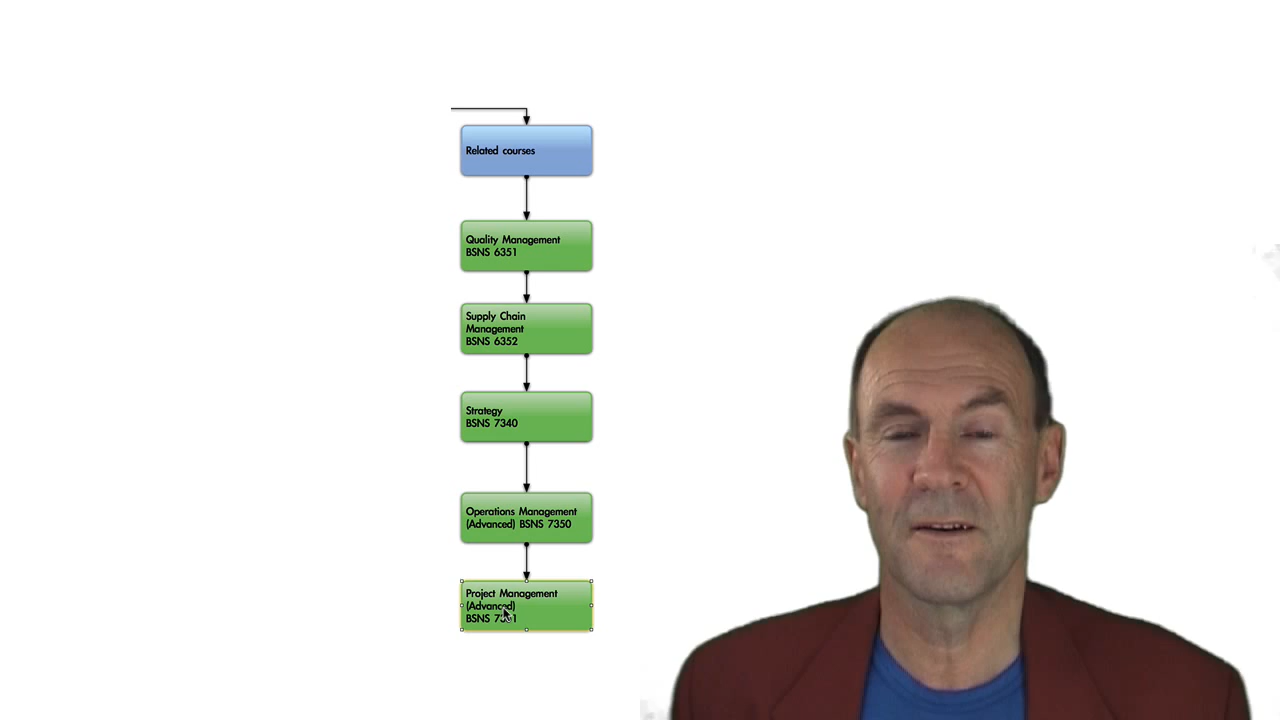 Related courses
Quality Management
BSNS 6351
Supply Chain
Management
BSNS 6352
Strategy
BSNS 7340
Operations Management
(Advanced) BSNS 7350
Project Management
(Advanced)
BSNS